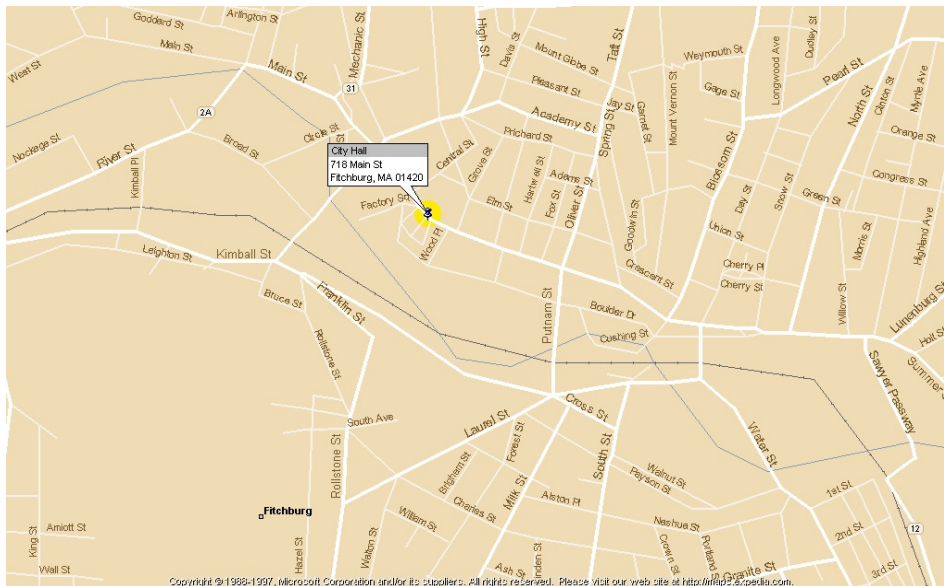 Arlington St
Goddard St
Main St
West St
Main St
Mechanic St
31
High St
Davis St
Mount Globe St
Taft St
Weymouth St
Longwood Ave
Dudley St
Pearl St
Pleasant St
Jay St
Gage St
2A
Nockege St
River St
Broad St
Circle St
Academy St
Prichard St
Spring St
Garnet St
Mount Vernon St
North St
Clinton St
Myrtle Ave
Orange St
Kimball Pl
City Hall
718 Main St
Fitchburg, MA 01420
Central St
Grove St
Adams St
Hartwell St
Fox St
Oliver St
Blossom St
Congress St
Factory Sq
Elm St
Goodwin St
Day St
Snow St
Green St
Wood Pl
Union St
Morris St
Highland Ave
Leighton St
Kimball St
Crescent St
Cherry Pl
Cherry St
Bruce St
Franklin St
Putnam St
Boulder Dr
Cushing St
Willow St
Lunenburg St
Holt St
Rollstone St
Summer St
Sawyer Passway
South Ave
Laurel St
Cross St
Water St
Rollstone St
Brigham St
Forest St
South St
Walnut St
Payson St
Milk St
Charles St
Alston Pl
1st St
Fitchburg
William St
Nashua St
2nd St
12
King St
Amiott St
Hazel St
Walton St
Crown St
Portland St
3rd St
Wall St
Ash St
Linden St
Granite St
Copyright © 1988-1997, Microsoft Corporation and/or its suppliers. All rights reserved. Please visit our web site at http://maps.expedia.com.